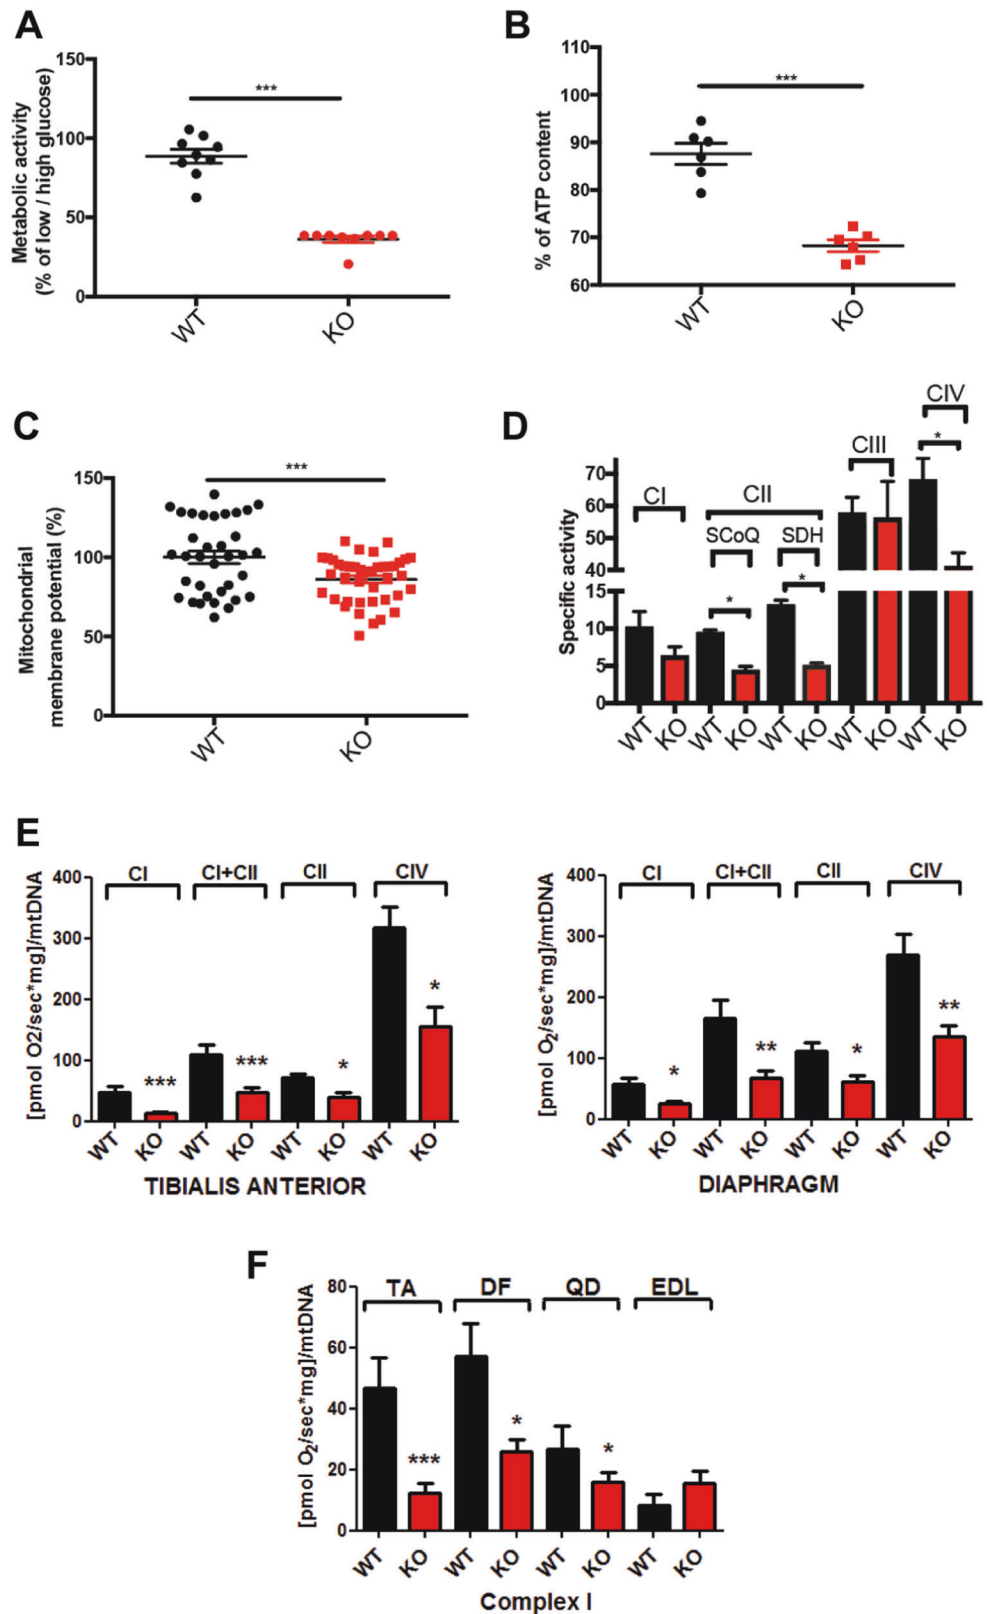 A
Metabolic activity
(% of low / high glucose)
150
100
50
0
***
WT
KO
B
% of ATP content
110
100
90
80
70
60
***
WT
KO
C
Mitochondrial
membrane potential (%)
150
100
50
0
***
WT
KO
D
Specific activity
70
60
50
40
15
10
5
0
CI
CII
SCoQ
SDH
CIII
CIV
*
*
*
WT KO WT KO WT KO WT KO WT KO
E
[pmol O2/sec*mg]/mtDNA
400
300
200
100
0
CI
CI+CII
CII
CIV
***
***
*
*
WT KO WT KO WT KO WT KO
TIBIALIS ANTERIOR
[pmol O₂/sec*mg]/mtDNA
400
300
200
100
0
CI
CI+CII
CII
CIV
*
**
*
**
WT KO WT KO WT KO WT KO
DIAPHRAGM
F
[pmol O₂/sec*mg]/mtDNA
80
60
40
20
0
TA
DF
QD
EDL
***
*
*
WT KO WT KO WT KO WT KO
Complex I